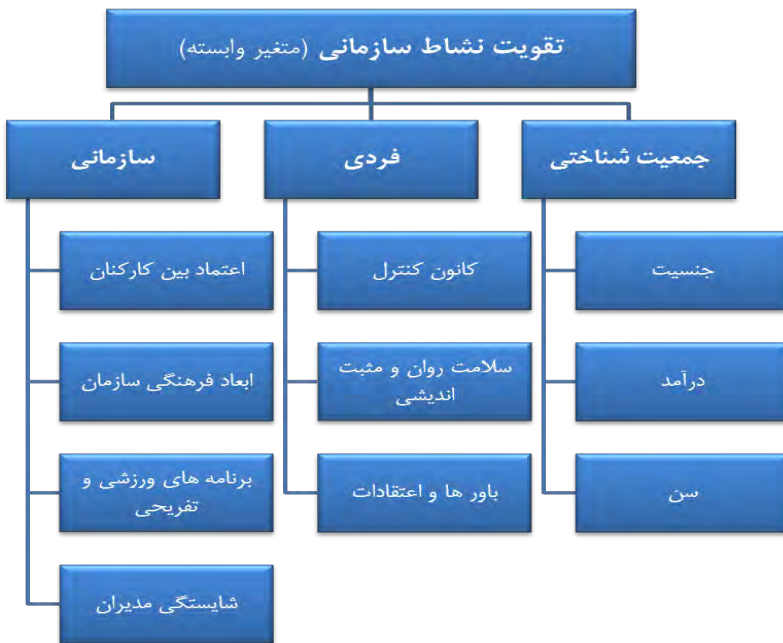 تقویت نشاط سازمانی (متغیر وابسته)
جمعیت شناختی
فردی
سازمانی
جنسیت
کانون کنترل
اعتماد بین کارکنان
درآمد
سلامت روان و مثبت
اندیشی
ابعاد فرهنگی سازمان
سن
باور ها و اعتقادات
برنامه های ورزشی و
تفریحی
شایستگی مدیران